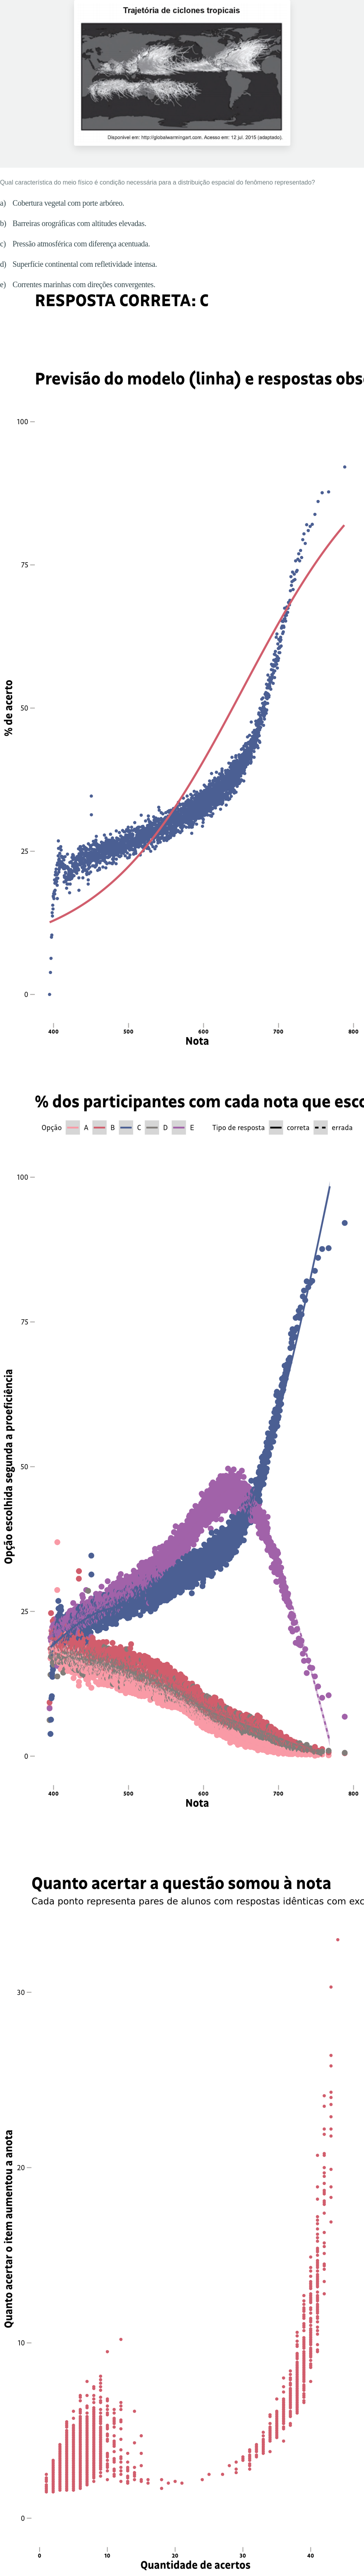 Trajetória de ciclones tropicais
Disponível em: http://globalwarmingart.com. Acesso em: 12 jul. 2015 (adaptado).
Qual característica do meio físico é condição necessária para a distribuição espacial do fenômeno representado?
a) Cobertura vegetal com porte arbóreo.
b) Barreiras orográficas com altitudes elevadas.
c) Pressão atmosférica com diferença acentuada.
d) Superfície continental com refletividade intensa.
e) Correntes marinhas com direções convergentes.
RESPOSTA CORRETA: C
Previsão do modelo (linha) e respostas obs
100
75
50
25
0
% de acerto
400 500 600 700 800
Nota
% dos participantes com cada nota que esco
Opção A B C D E Tipo de resposta correta errada
100
75
50
25
0
Opção escolhida segunda a proeficiência
400 500 600 700 800
Nota
Quanto acertar a questão somou à nota
Cada ponto representa pares de alunos com respostas idênticas com exc
30
20
10
0
Quanto acertar o item aumentou a anota
0 10 20 30 40
Quantidade de acertos